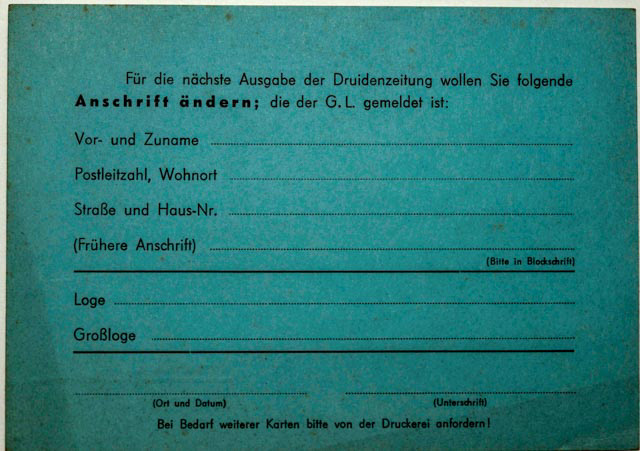 Für die nächste Ausgabe der Druidenzeitung wollen Sie folgende
Anschrift ändern; die der G. L. gemeldet ist:
Vor- und Zuname
Postleitzahl, Wohnort
Straße und Haus-Nr.
(Frühere Anschrift)
(Bitte in Blockschrift)
Loge
Großloge
(Ort und Datum) (Unterschrift)
Bei Bedarf weiterer Karten bitte von der Druckerei anfordern!